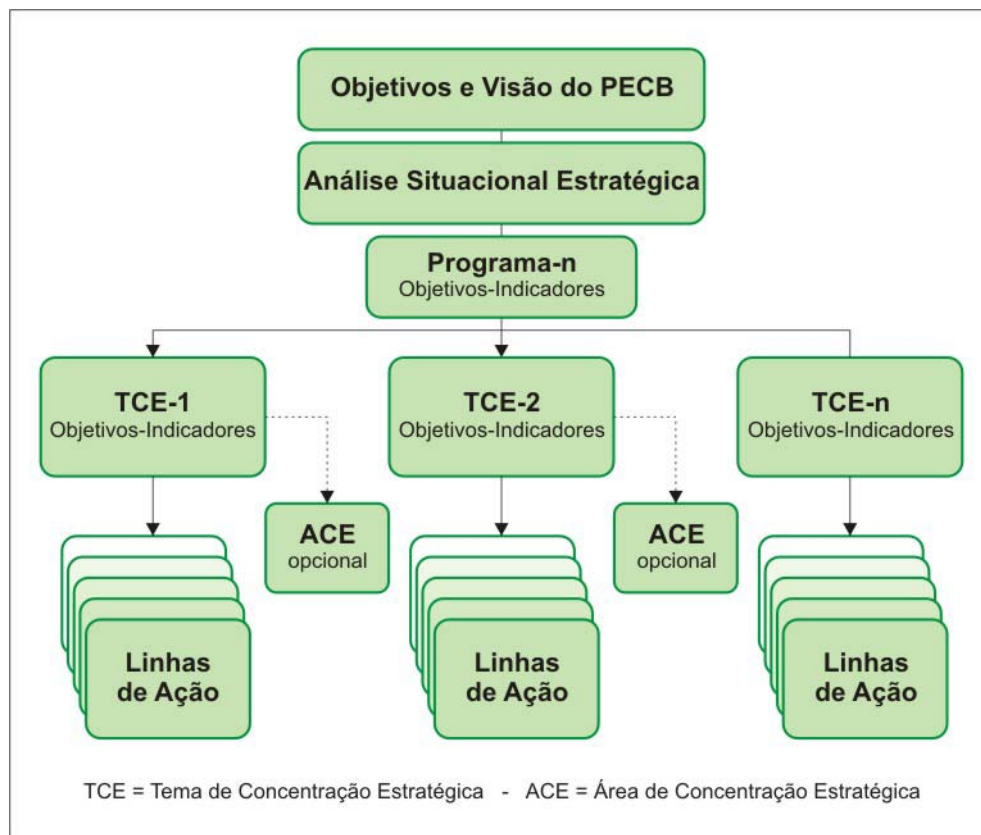 Objetivos e Visão do PECB
Análise Situacional Estratégica
Programa-n
Objetivos-Indicadores
TCE-1
Objetivos-Indicadores
TCE-2
Objetivos-Indicadores
TCE-n
Objetivos-Indicadores
ACE
opcional
ACE
opcional
Linhas
de Ação
Linhas
de Ação
Linhas
de Ação
TCE = Tema de Concentração Estratégica - ACE = Área de Concentração Estratégica